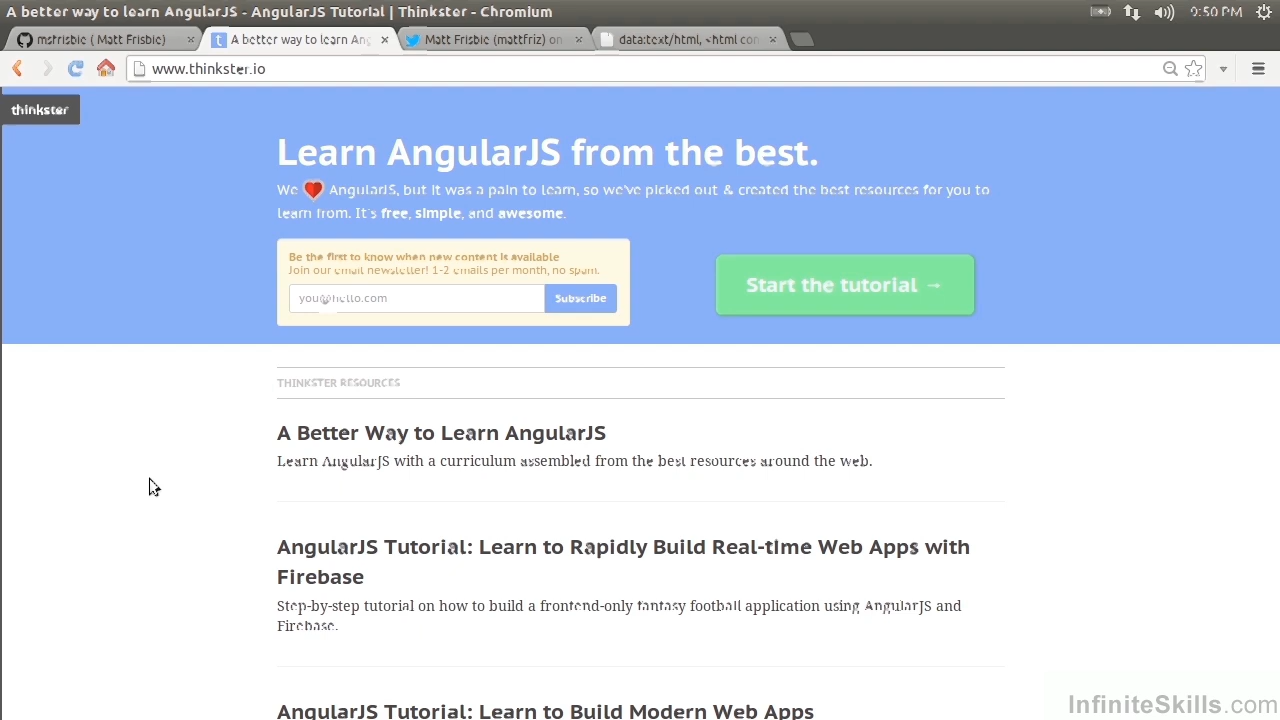 A better way to learn AngularJS - AngularJS Tutorial | Thinkster - Chromium
9:50 PM
msfrisbie ( Matt Frisbie)
A better way to learn Ang
Matt Frisbie (mattfriz) on
data:text/html, <html con
www.thinkster.io
thinkster
Learn AngularJS from the best.
We ❤ AngularJS, but it was a pain to learn, so we've picked out & created the best resources for you to
learn from. It's free, simple, and awesome.
Be the first to know when new content is available
Join our email newsletter! 1-2 emails per month, no spam.
you@hello.com
Subscribe
Start the tutorial →
THINKSTER RESOURCES
A Better Way to Learn AngularJS
Learn AngularJS with a curriculum assembled from the best resources around the web.
AngularJS Tutorial: Learn to Rapidly Build Real-time Web Apps with
Firebase
Step-by-step tutorial on how to build a frontend-only fantasy football application using AngularJS and
Firebase.
AngularJS Tutorial: Learn to Build Modern Web Apps
InfiniteSkills.com